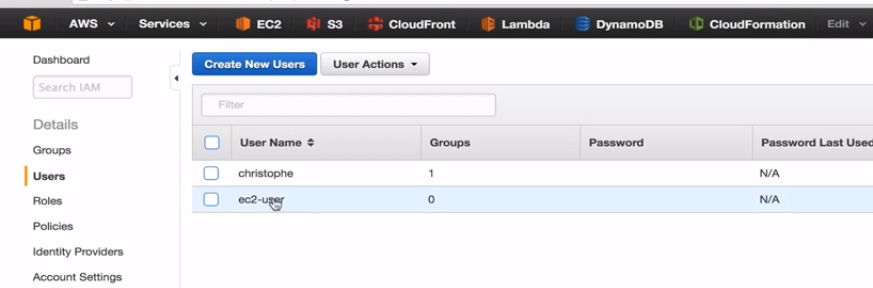 AWS Services EC2 S3 CloudFront Lambda DynamoDB CloudFormation Edit
Dashboard
Search IAM
Details
Groups
Users
Roles
Policies
Identity Providers
Account Settings
Create New Users User Actions
Filter
User Name Groups Password Password Last Used
christophe 1 N/A
ec2-user 0 N/A